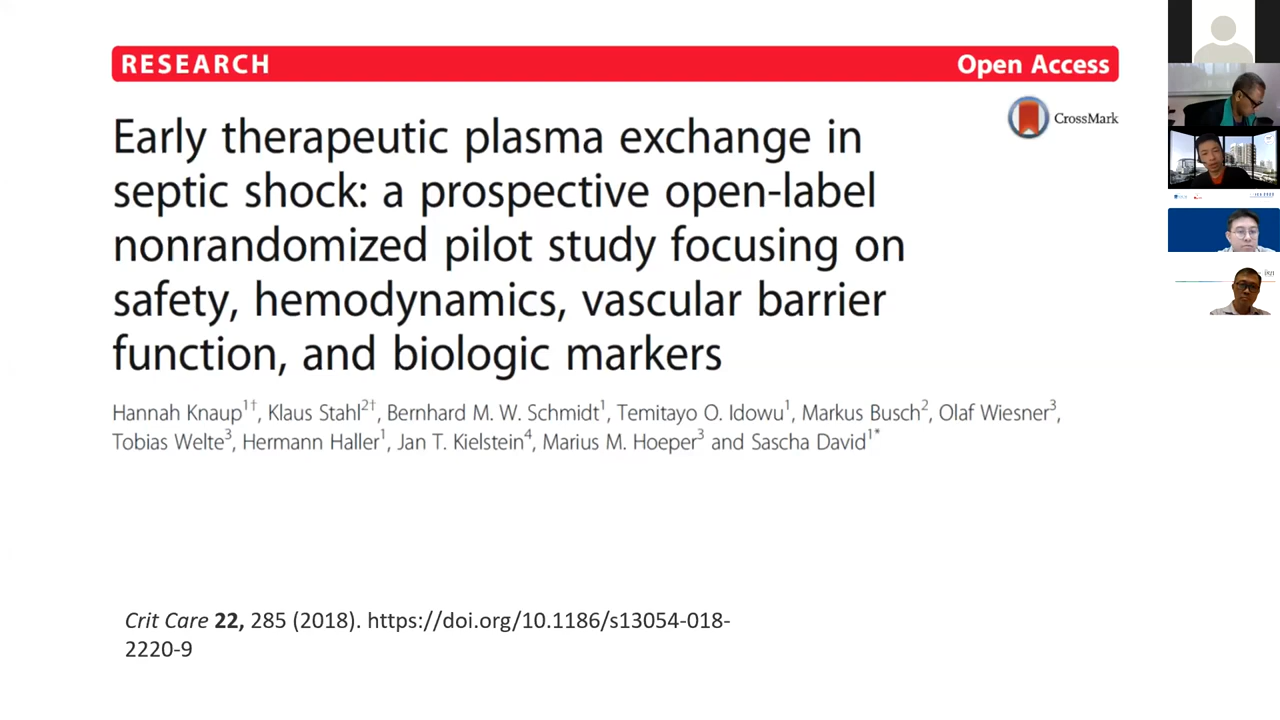 RESEARCH
Open Access
CrossMark
Early therapeutic plasma exchange in
septic shock: a prospective open-label
nonrandomized pilot study focusing on
safety, hemodynamics, vascular barrier
function, and biologic markers
Hannah Knaup1†, Klaus Stahl2†, Bernhard M. W. Schmidt1, Temitayo O. Idowu1, Markus Busch2, Olaf Wiesner3,
Tobias Welte3, Hermann Haller1, Jan T. Kielstein4, Marius M. Hoeper3 and Sascha David1*
Crit Care 22, 285 (2018). https://doi.org/10.1186/s13054-018-
2220-9